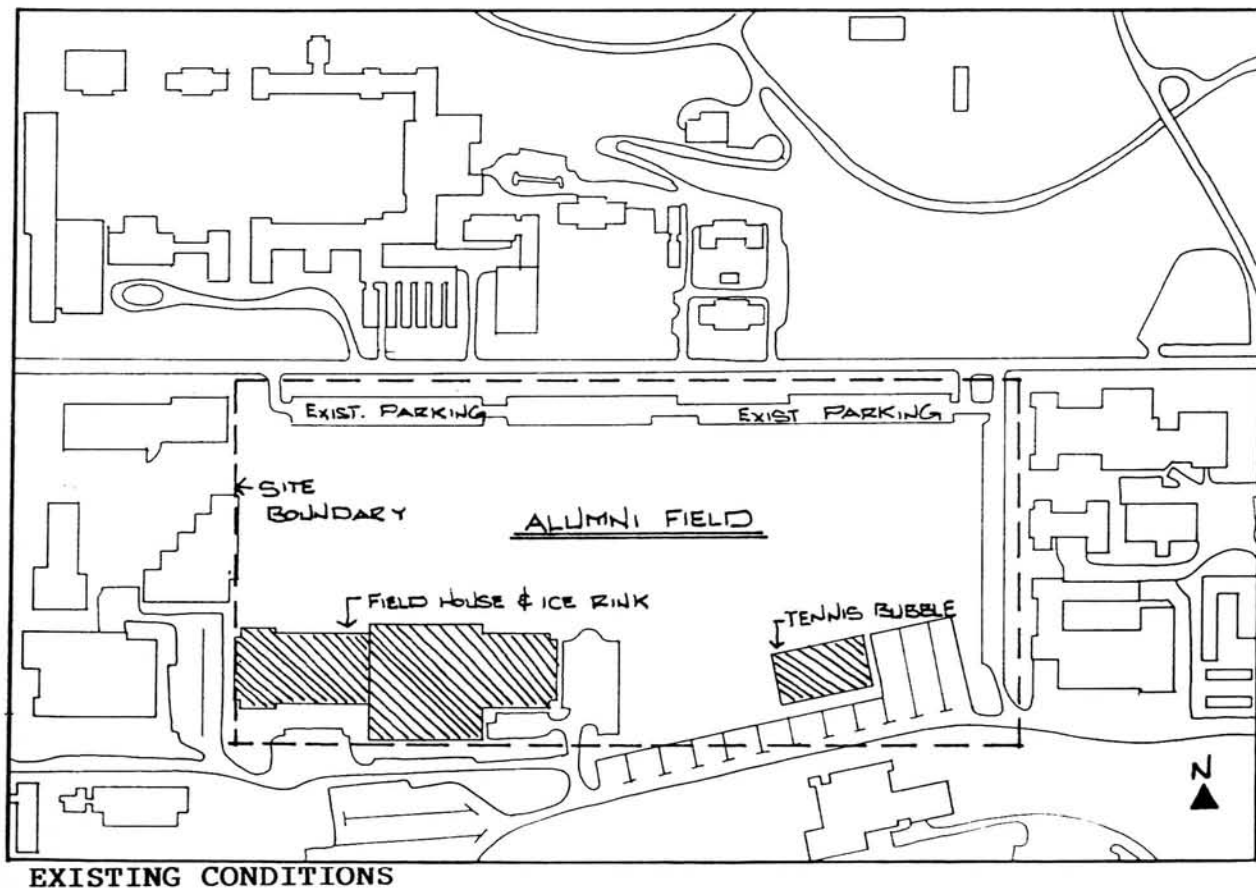 EXIST. PARKING
EXIST PARKING
SITE
BOUNDARY
ALUMNI FIELD
FIELD HOUSE & ICE RINK
TENNIS BUBBLE
N
EXISTING CONDITIONS